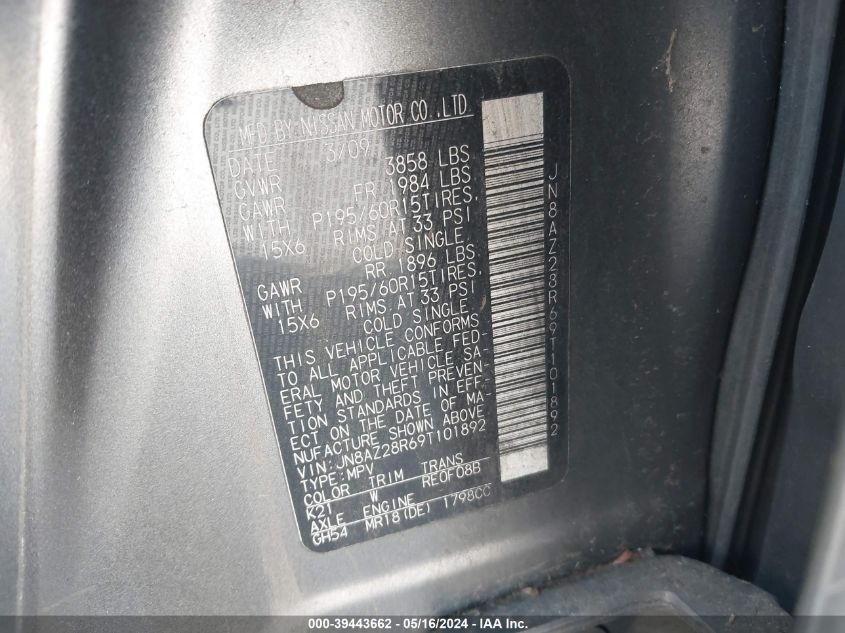 MFD BY:NISSAN MOTOR CO.,LTD.
DATE 3/09
GVWR 3858 LBS
GAWR FR 1984 LBS
WITH P195/60R15TIRES,
15X6 RIMS AT 33 PSI
COLD SINGLE
GAWR RR 1896 LBS
WITH P195/60R15TIRES,
15X6 RIMS AT 33 PSI
COLD SINGLE
THIS VEHICLE CONFORMS
TO ALL APPLICABLE FED-
ERAL MOTOR VEHICLE SA-
FETY AND THEFT PREVEN-
TION STANDARDS IN EFF-
ECT ON THE DATE OF MA-
NUFACTURE SHOWN ABOVE
VIN:JN8AZ28R69T101892
TYPE:MPV
COLOR TRIM TRANS
K21 W RE0F08B
AXLE ENGINE
GH54 MR18(DE) 1798CC
JN8AZ28R69T101892
000-39443662 - 05/16/2024 - IAA Inc.